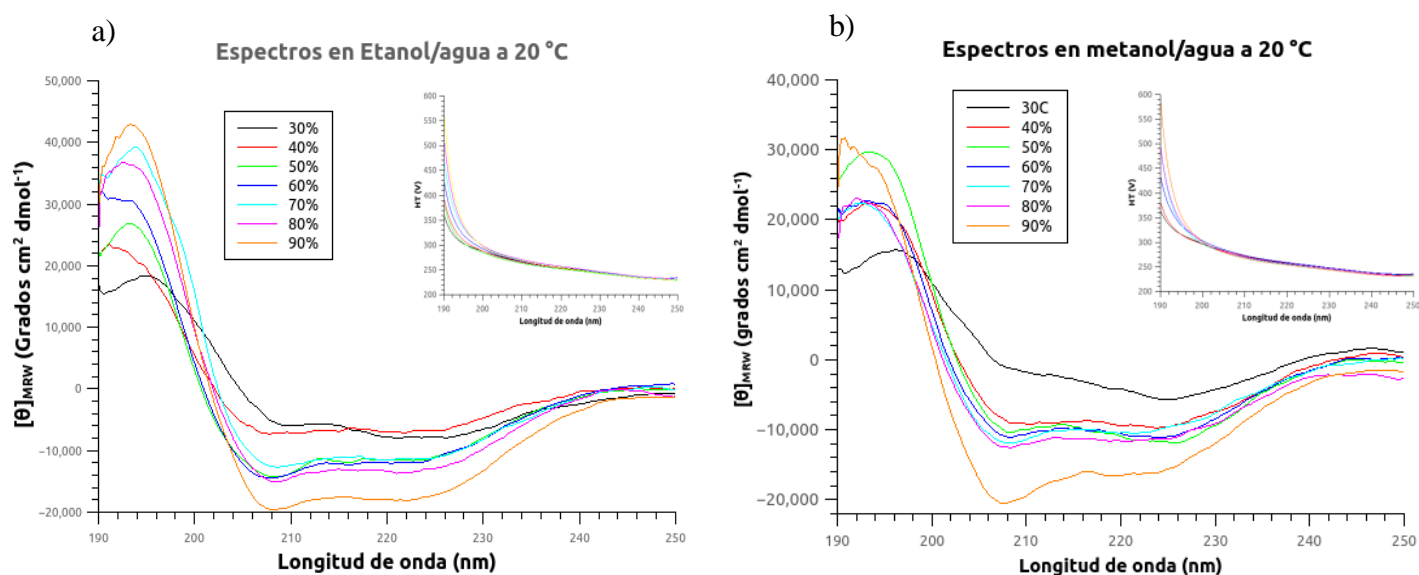 a)
Espectros en Etanol/agua a 20 °C
50,000
40,000
30,000
20,000
10,000
0
−10,000
−20,000
[θ]MRW (Grados cm² dmol⁻¹)
30%
40%
50%
60%
70%
80%
90%
600
550
500
450
400
350
300
250
200
HT (V)
190 200 210 220 230 240 250
Longitud de onda (nm)
190 200 210 220 230 240 250
Longitud de onda (nm)
b)
Espectros en metanol/agua a 20 °C
40,000
30,000
20,000
10,000
0
−10,000
−20,000
[θ]MRW (grados cm² dmol⁻¹)
30C
40%
50%
60%
70%
80%
90%
600
550
500
450
400
350
300
250
200
HT (V)
190 200 210 220 230 240 250
Longitud de onda (nm)
190 200 210 220 230 240 250
Longitud de onda (nm)